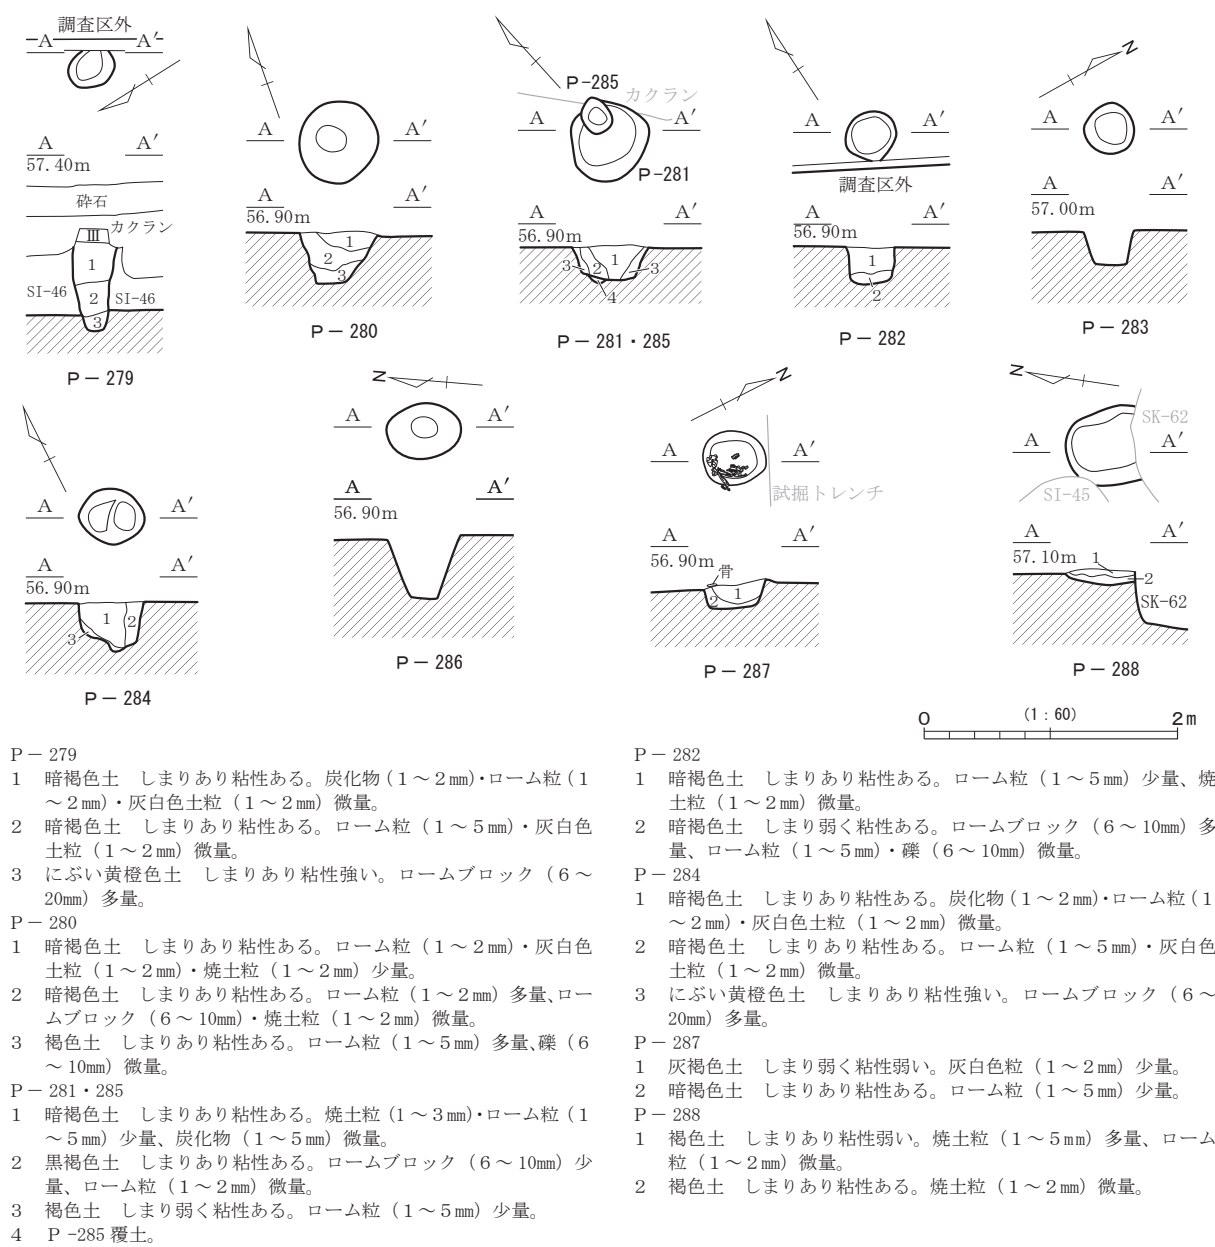 調査区外
A A′
A A′
57.40m
砕石
カクラン
Ⅲ
1
SI-46
2
SI-46
3
P－279
A A′
A A′
56.90m
1
2
3
P－280
P-285
カクラン
A A′
P-281
A A′
56.90m
3 2 1 3
4
P－281・285
A A′
調査区外
A A′
56.90m
1
2
P－282
N
A A′
A A′
57.00m
P－283
A A′
A A′
56.90m
1 2
3
P－284
N
A A′
A A′
56.90m
P－286
N
A A′
試掘トレンチ
A A′
56.90m
骨
2 1
P－287
N
SK-62
A A′
SI-45
A A′
57.10m 1
2
SK-62
P－288
0 (1：60) 2m
P－279
1 暗褐色土 しまりあり粘性ある。炭化物（1～2㎜）・ローム粒（1
～2㎜）・灰白色土粒（1～2㎜）微量。
2 暗褐色土 しまりあり粘性ある。ローム粒（1～5㎜）・灰白色
土粒（1～2㎜）微量。
3 にぶい黄橙色土 しまりあり粘性強い。ロームブロック（6～
20㎜）多量。
P－280
1 暗褐色土 しまりあり粘性ある。ローム粒（1～2㎜）・灰白色
土粒（1～2㎜）・焼土粒（1～2㎜）少量。
2 暗褐色土 しまりあり粘性ある。ローム粒（1～2㎜）多量、ロー
ムブロック（6～10㎜）・焼土粒（1～2㎜）微量。
3 褐色土 しまりあり粘性ある。ローム粒（1～5㎜）多量、礫（6
～10㎜）微量。
P－281・285
1 暗褐色土 しまりあり粘性ある。焼土粒（1～3㎜）・ローム粒（1
～5㎜）少量、炭化物（1～5㎜）微量。
2 黒褐色土 しまりあり粘性ある。ロームブロック（6～10㎜）少
量、ローム粒（1～2㎜）微量。
3 褐色土 しまり弱く粘性ある。ローム粒（1～5㎜）少量。
4 P-285覆土。
P－282
1 暗褐色土 しまりあり粘性ある。ローム粒（1～5㎜）少量、焼
土粒（1～2㎜）微量。
2 暗褐色土 しまり弱く粘性ある。ロームブロック（6～10㎜）多
量、ローム粒（1～5㎜）・礫（6～10㎜）微量。
P－284
1 暗褐色土 しまりあり粘性ある。炭化物（1～2㎜）・ローム粒（1
～2㎜）・灰白色土粒（1～2㎜）微量。
2 暗褐色土 しまりあり粘性ある。ローム粒（1～5㎜）・灰白色
土粒（1～2㎜）微量。
3 にぶい黄橙色土 しまりあり粘性強い。ロームブロック（6～
20㎜）多量。
P－287
1 灰褐色土 しまり弱く粘性弱い。灰白色粒（1～2㎜）少量。
2 暗褐色土 しまりあり粘性ある。ローム粒（1～5㎜）少量。
P－288
1 褐色土 しまりあり粘性弱い。焼土粒（1～5㎜）多量、ローム
粒（1～2㎜）微量。
2 褐色土 しまりあり粘性ある。焼土粒（1～2㎜）微量。